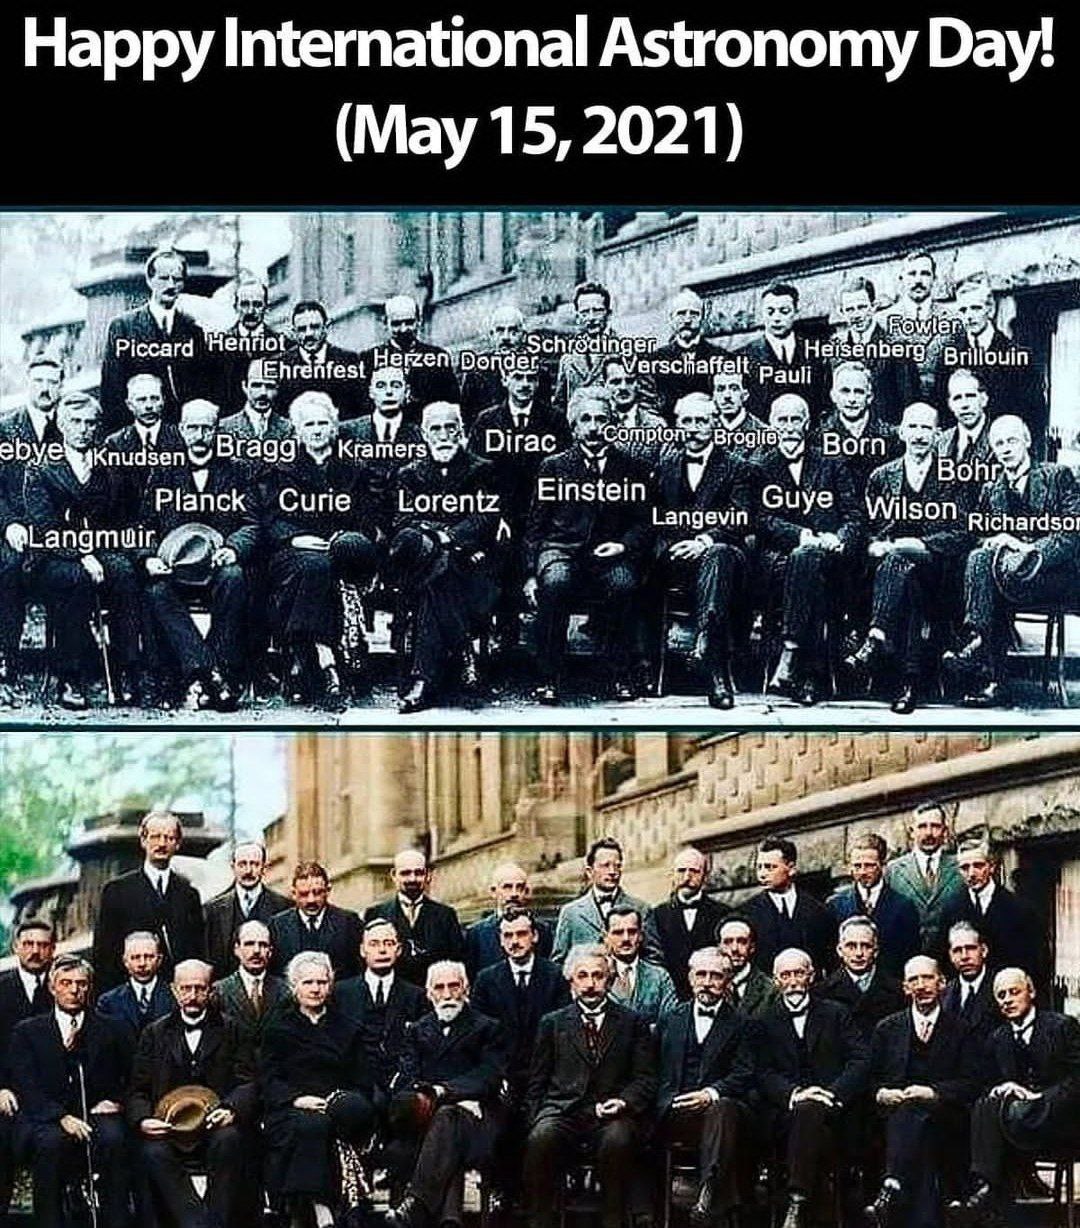 Happy International Astronomy Day!
(May 15, 2021)
Piccard Henriot Ehrenfest Herzen Donder Schrödinger Verschaffelt Pauli Heisenberg Fowler Brillouin
ebye Knudsen Bragg Kramers Dirac Compton Broglie Born Bohr
Langmuir Planck Curie Lorentz Einstein Langevin Guye Wilson Richardson